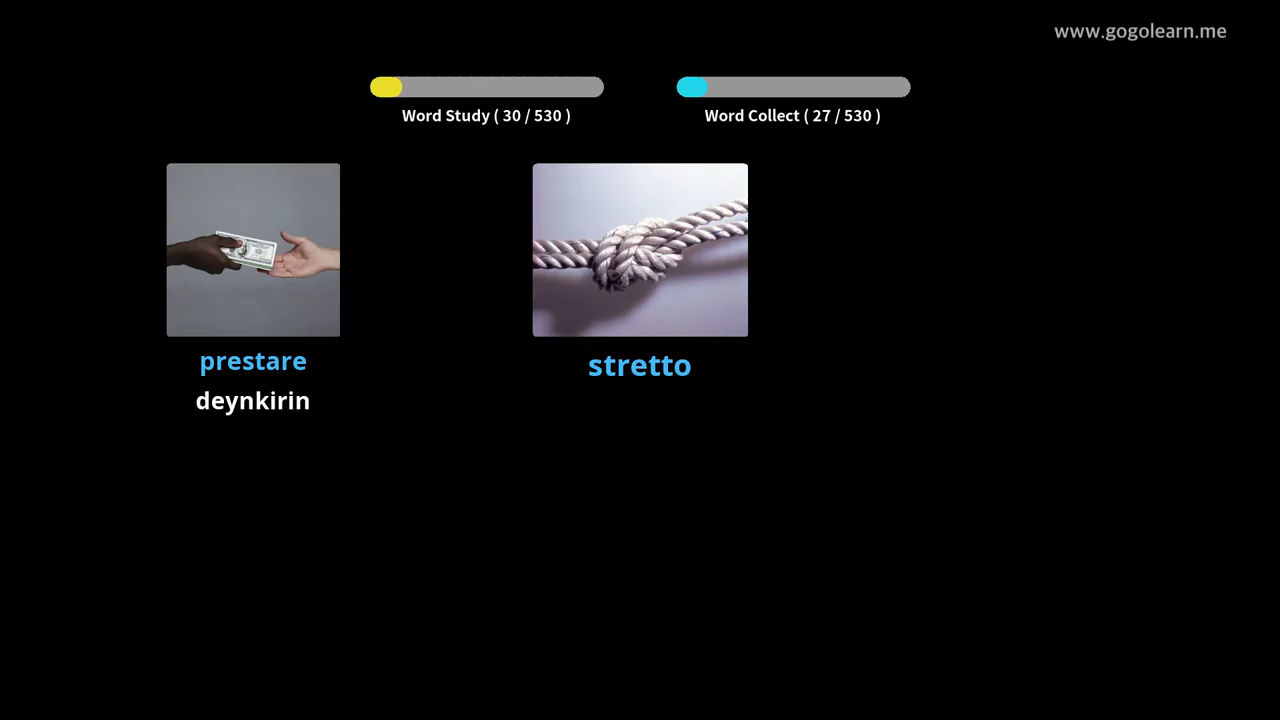 www.gogolearn.me
Word Study ( 30 / 530 )
Word Collect ( 27 / 530 )
prestare
deynkirin
stretto